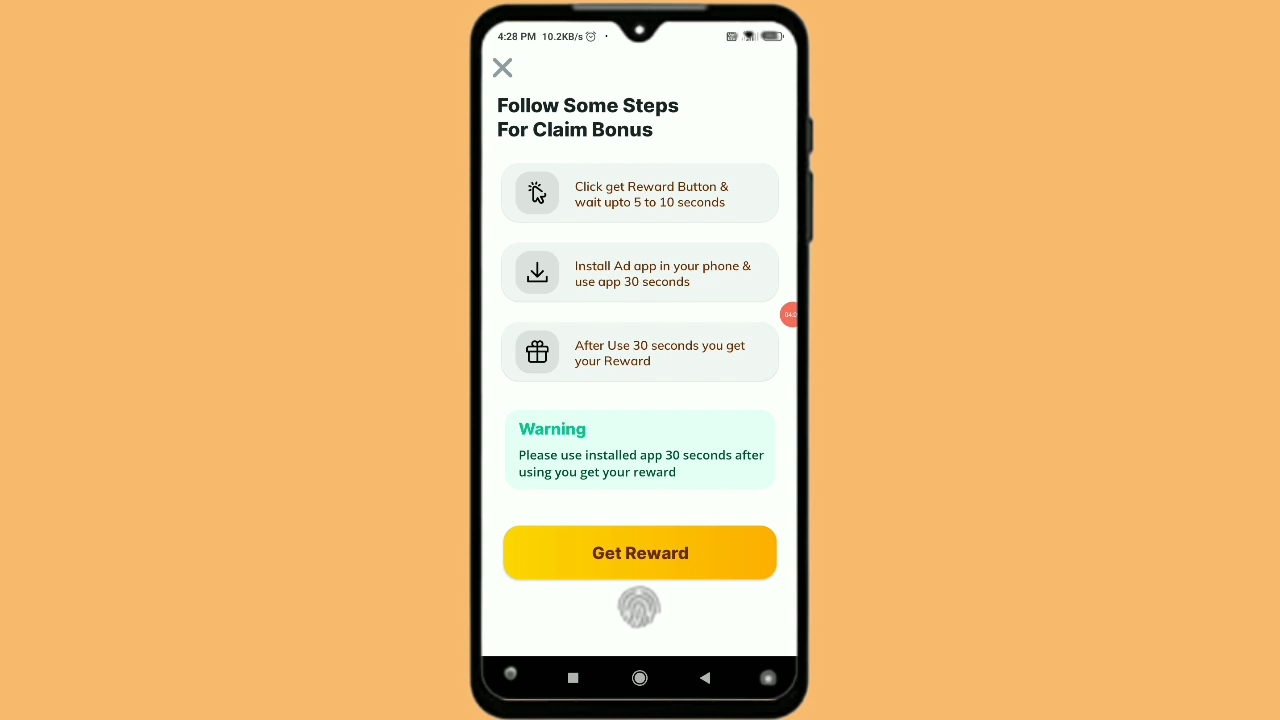 4:28 PM 10.2KB/s
Follow Some Steps
For Claim Bonus
Click get Reward Button &
wait upto 5 to 10 seconds
Install Ad app in your phone &
use app 30 seconds
04:0
After Use 30 seconds you get
your Reward
Warning
Please use installed app 30 seconds after
using you get your reward
Get Reward